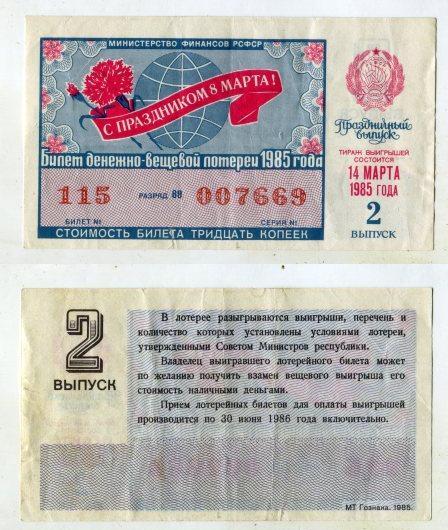 МИНИСТЕРСТВО ФИНАНСОВ РСФСР
С ПРАЗДНИКОМ 8 МАРТА!
Билет денежно-вещевой лотереи 1985 года
115 РАЗРЯД 88 007669
БИЛЕТ № СЕРИЯ №
СТОИМОСТЬ БИЛЕТА ТРИДЦАТЬ КОПЕЕК
Праздничный
выпуск
ТИРАЖ ВЫИГРЫШЕЙ
СОСТОИТСЯ
14 МАРТА
1985 ГОДА
2
ВЫПУСК
2
ВЫПУСК
В лотерее разыгрываются выигрыши, перечень и
количество которых установлены условиями лотереи,
утвержденными Советом Министров республики.
Владелец выигравшего лотерейного билета может
по желанию получить взамен вещевого выигрыша его
стоимость наличными деньгами.
Прием лотерейных билетов для оплаты выигрышей
производится по 30 июня 1986 года включительно.
МТ Гознака. 1985.